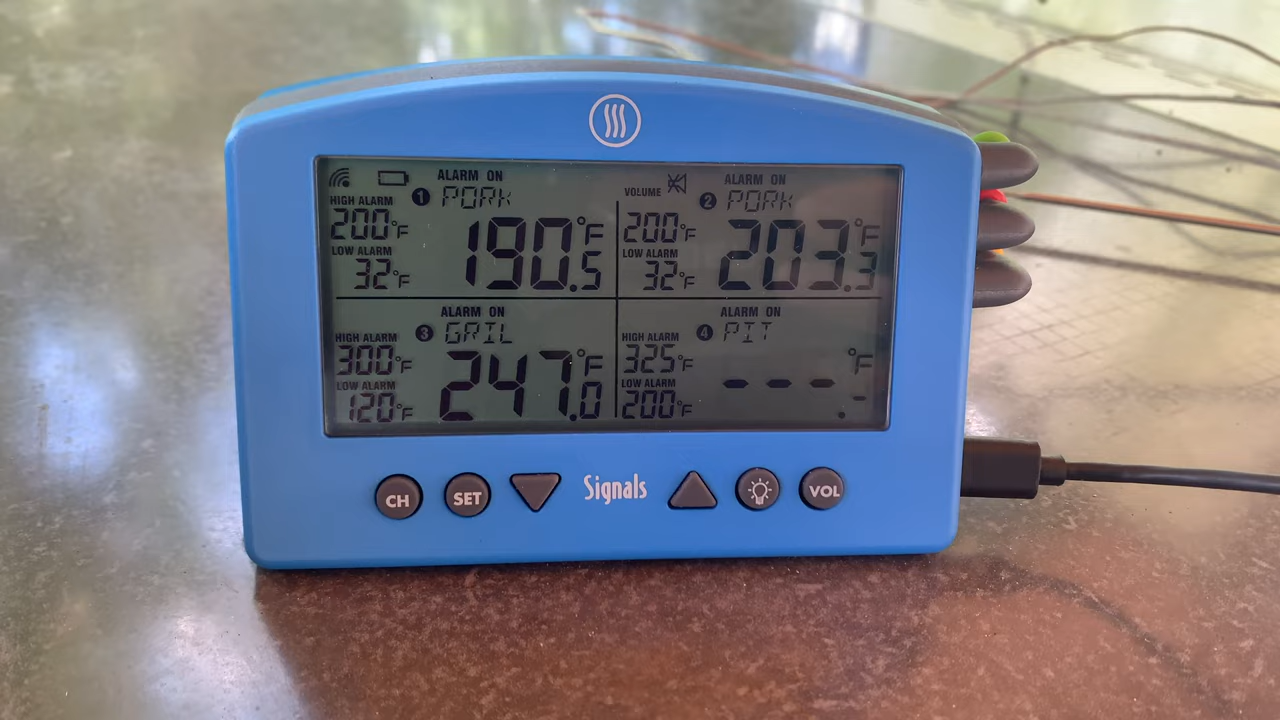 ALARM ON
1 PORK
HIGH ALARM
200°F
LOW ALARM
32°F
190.5°F
VOLUME
ALARM ON
2 PORK
200°F
LOW ALARM
32°F
203.3°F
ALARM ON
3 GRIL
HIGH ALARM
300°F
LOW ALARM
120°F
247.0°F
ALARM ON
4 PIT
HIGH ALARM
325°F
LOW ALARM
200°F
---.-°F
CH
SET
Signals
VOL